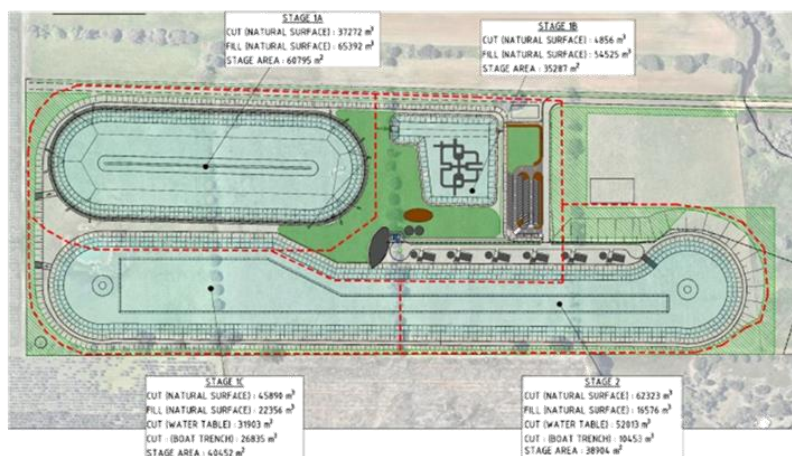 STAGE 1A
CUT (NATURAL SURFACE) : 37272 m³
FILL (NATURAL SURFACE) : 65392 m³
STAGE AREA : 60795 m²
STAGE 1B
CUT (NATURAL SURFACE) : 4856 m³
FILL (NATURAL SURFACE) : 54525 m³
STAGE AREA : 35287 m²
STAGE 1C
CUT (NATURAL SURFACE) : 45890 m³
FILL (NATURAL SURFACE) : 22356 m³
CUT (WATER TABLE) : 31903 m³
CUT : (BOAT TRENCH) : 26835 m³
STAGE AREA : 40452 m²
STAGE 2
CUT (NATURAL SURFACE) : 62323 m³
FILL (NATURAL SURFACE) : 16576 m³
CUT (WATER TABLE) : 52013 m³
CUT : (BOAT TRENCH) : 10453 m³
STAGE AREA : 38904 m²